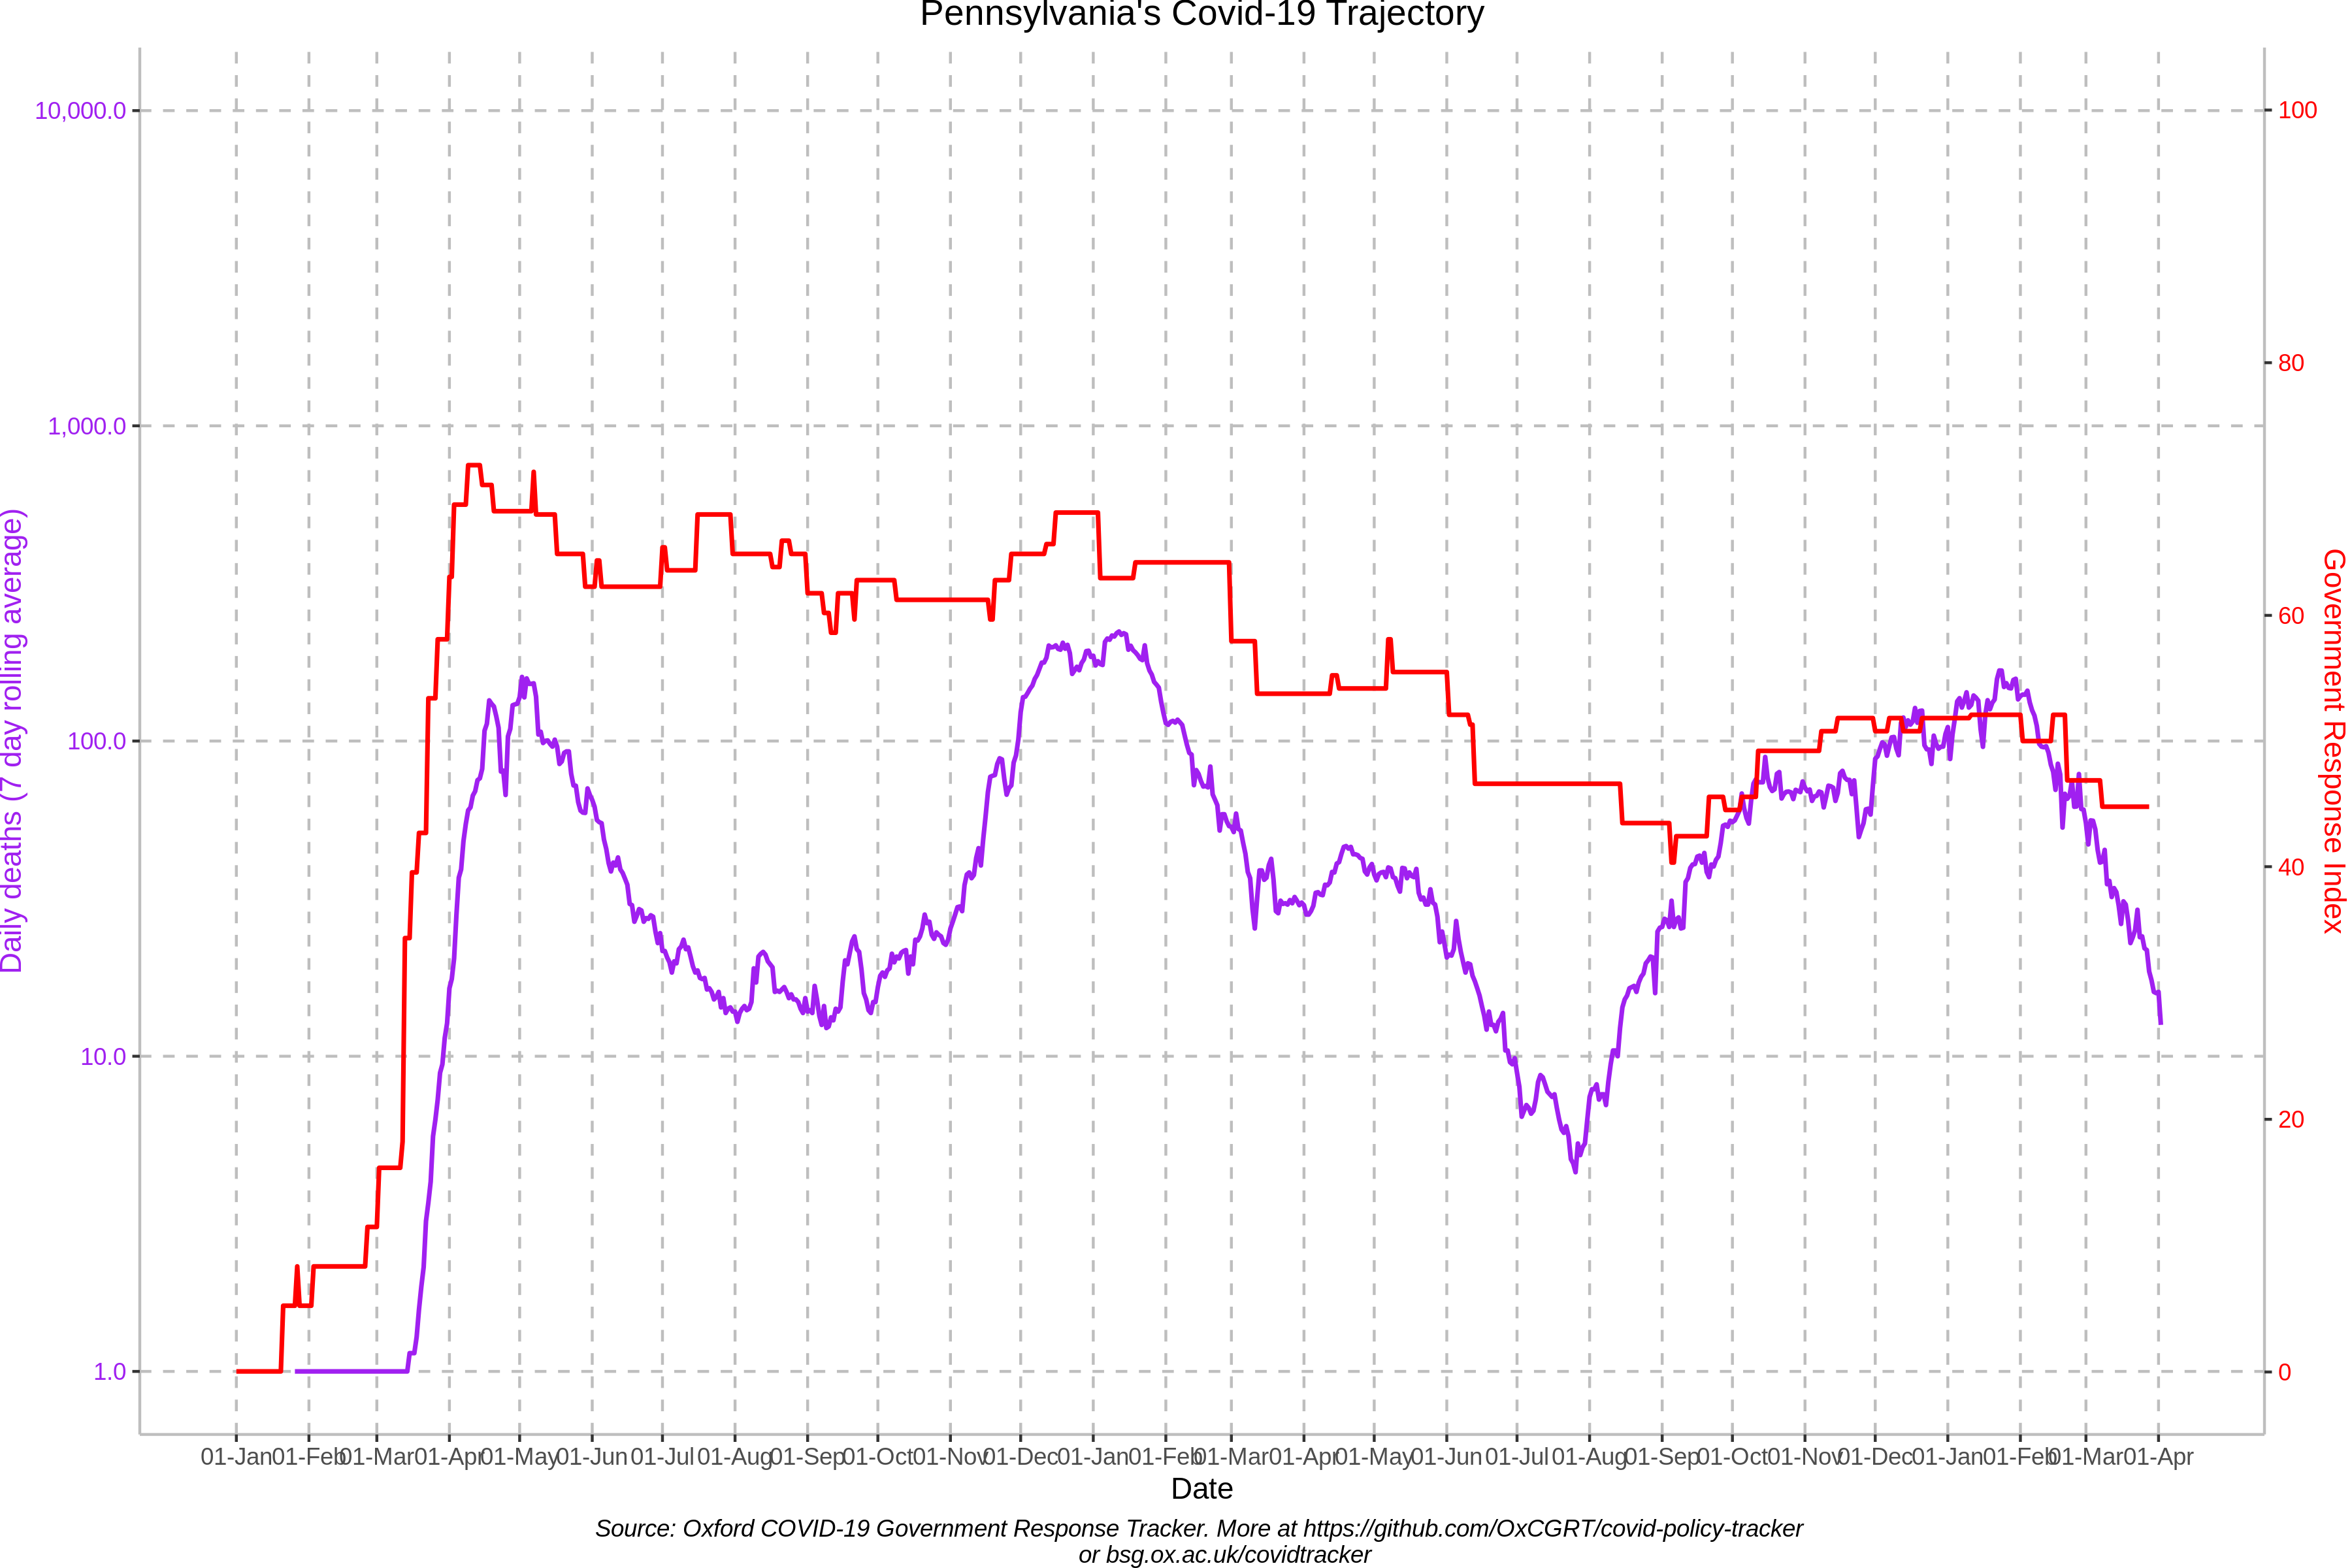 Pennsylvania's Covid-19 Trajectory
10,000.0
1,000.0
100.0
10.0
1.0
Daily deaths (7 day rolling average)
100
80
60
40
20
0
Government Response Index
01-Jan 01-Feb 01-Mar 01-Apr 01-May 01-Jun 01-Jul 01-Aug 01-Sep 01-Oct 01-Nov 01-Dec 01-Jan 01-Feb 01-Mar 01-Apr 01-May 01-Jun 01-Jul 01-Aug 01-Sep 01-Oct 01-Nov 01-Dec 01-Jan 01-Feb 01-Mar 01-Apr
Date
Source: Oxford COVID-19 Government Response Tracker. More at https://github.com/OxCGRT/covid-policy-tracker
or bsg.ox.ac.uk/covidtracker